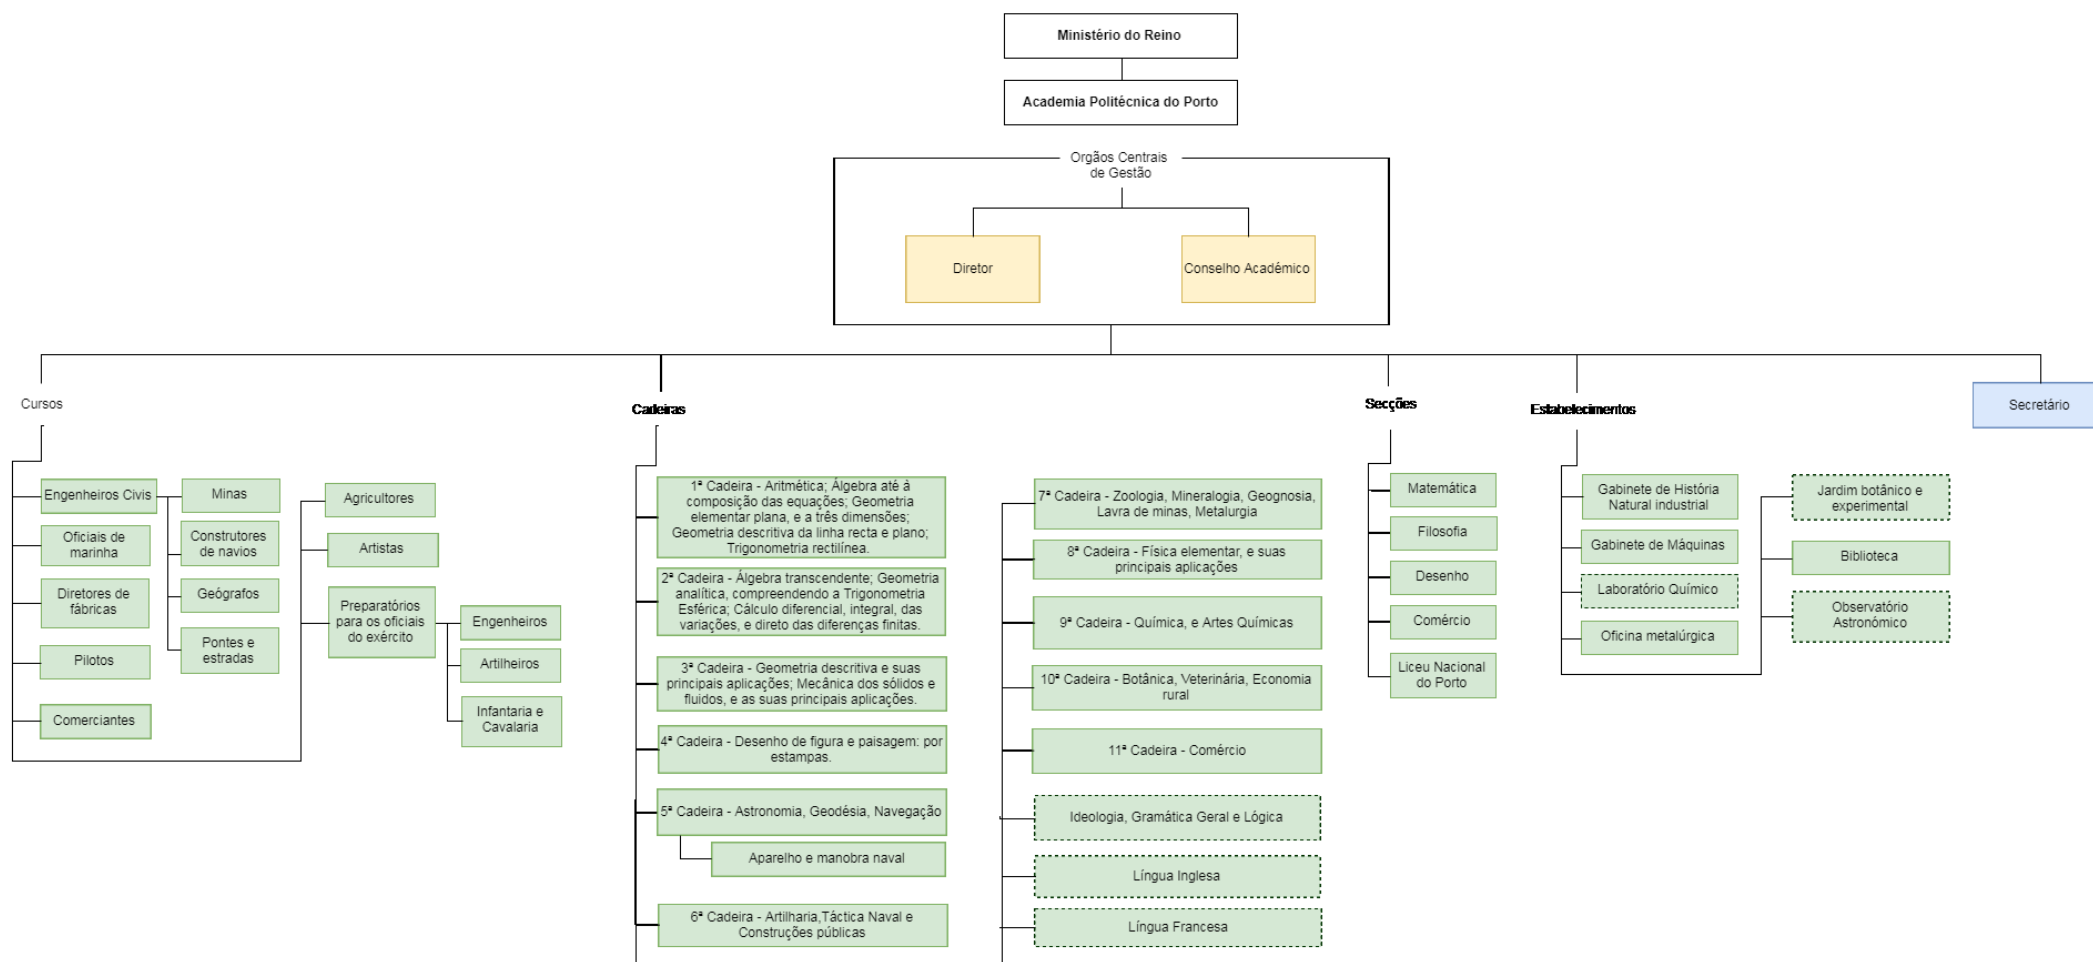 Ministério do Reino
Academia Politécnica do Porto
Orgãos Centrais
de Gestão
Diretor
Conselho Académico
Cursos
Engenheiros Civis
Oficiais de
marinha
Diretores de
fábricas
Pilotos
Comerciantes
Minas
Construtores
de navios
Geógrafos
Pontes e
estradas
Agricultores
Artistas
Preparatórios
para os oficiais
do exército
Engenheiros
Artilheiros
Infantaria e
Cavalaria
Cadeiras
1ª Cadeira - Aritmética; Álgebra até à
composição das equações; Geometria
elementar plana, e a três dimensões;
Geometria descritiva da linha recta e plano;
Trigonometria rectilínea.
2ª Cadeira - Álgebra transcendente; Geometria
analítica, compreendendo a Trigonometria
Esférica; Cálculo diferencial, integral, das
variações, e direto das diferenças finitas.
3ª Cadeira - Geometria descritiva e suas
principais aplicações; Mecânica dos sólidos e
fluidos, e as suas principais aplicações.
4ª Cadeira - Desenho de figura e paisagem: por
estampas.
5ª Cadeira - Astronomia, Geodésia, Navegação
Aparelho e manobra naval
6ª Cadeira - Artilharia,Táctica Naval e
Construções públicas
7ª Cadeira - Zoologia, Mineralogia, Geognosia,
Lavra de minas, Metalurgia
8ª Cadeira - Física elementar, e suas
principais aplicações
9ª Cadeira - Química, e Artes Químicas
10ª Cadeira - Botânica, Veterinária, Economia
rural
11ª Cadeira - Comércio
Ideologia, Gramática Geral e Lógica
Língua Inglesa
Língua Francesa
Secções
Matemática
Filosofia
Desenho
Comércio
Liceu Nacional
do Porto
Estabelecimentos
Gabinete de História
Natural industrial
Gabinete de Máquinas
Laboratório Químico
Oficina metalúrgica
Jardim botânico e
experimental
Biblioteca
Observatório
Astronómico
Secretário